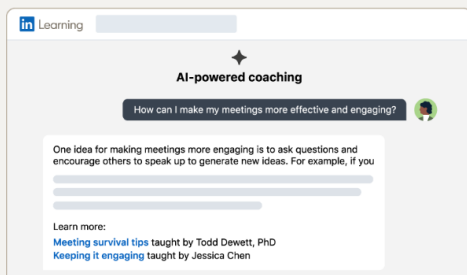 in Learning
AI-powered coaching
How can I make my meetings more effective and engaging?
One idea for making meetings more engaging is to ask questions and
encourage others to speak up to generate new ideas. For example, if you
Learn more:
Meeting survival tips taught by Todd Dewett, PhD
Keeping it engaging taught by Jessica Chen